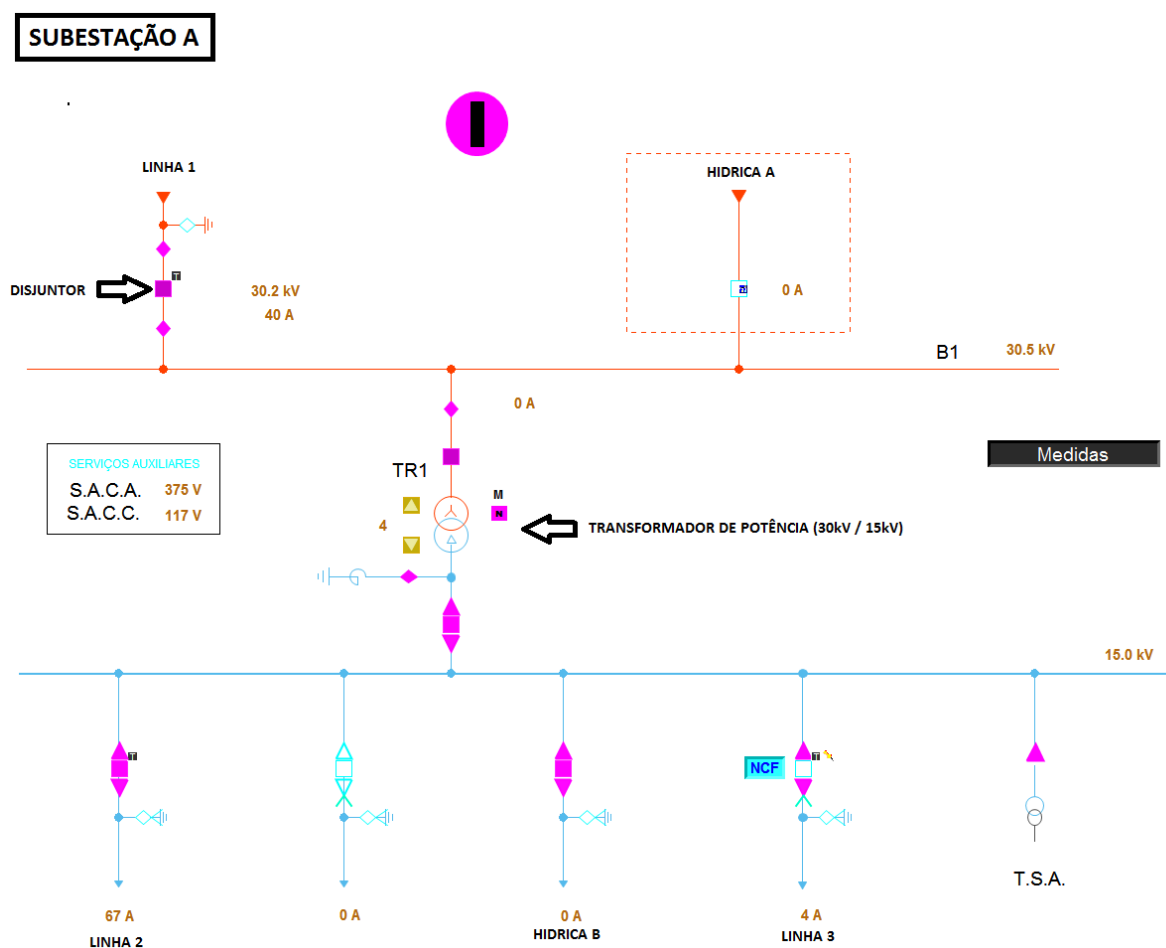 SUBESTAÇÃO A
LINHA 1
HIDRICA A
T
DISJUNTOR
30.2 kV
40 A
0 A
B1
30.5 kV
0 A
SERVIÇOS AUXILIARES
S.A.C.A. 375 V
S.A.C.C. 117 V
Medidas
TR1
M
N
4
TRANSFORMADOR DE POTÊNCIA (30kV / 15kV)
15.0 kV
T
NCF
T
T.S.A.
67 A
0 A
0 A
4 A
LINHA 2
HIDRICA B
LINHA 3